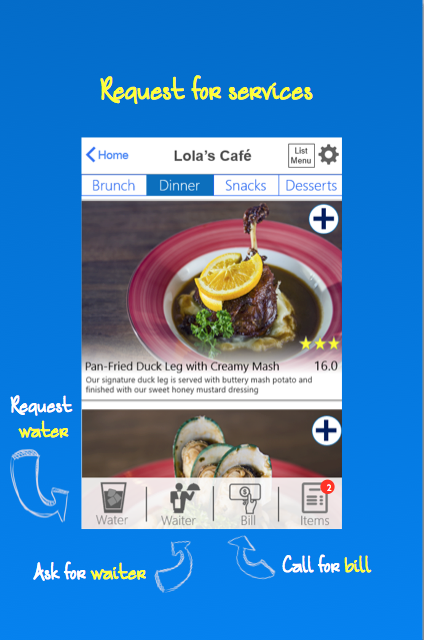 Request for services
Home
Lola's Café
List
Menu
Brunch
Dinner
Snacks
Desserts
Pan-Fried Duck Leg with Creamy Mash
16.0
Our signature duck leg is served with buttery mash potato and
finished with our sweet honey mustard dressing
Request
water
2
Water
Waiter
Bill
Items
Ask for waiter
Call for bill